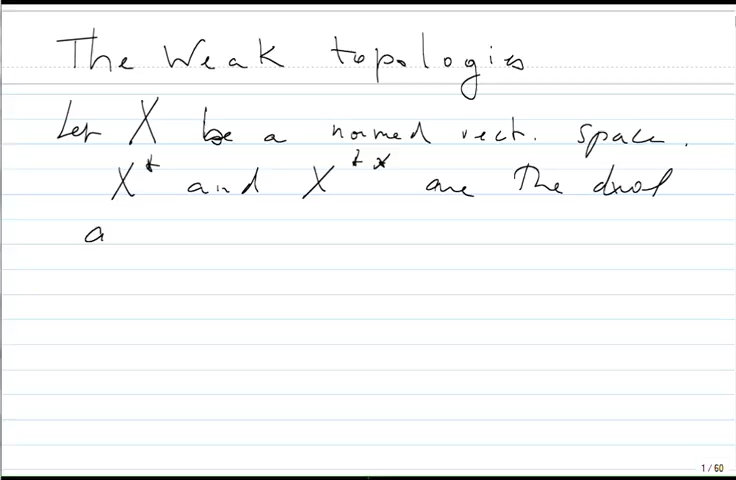 The Weak topologies
Let X be a normed vect. space.
X* and X** are the dual
a
1 / 60